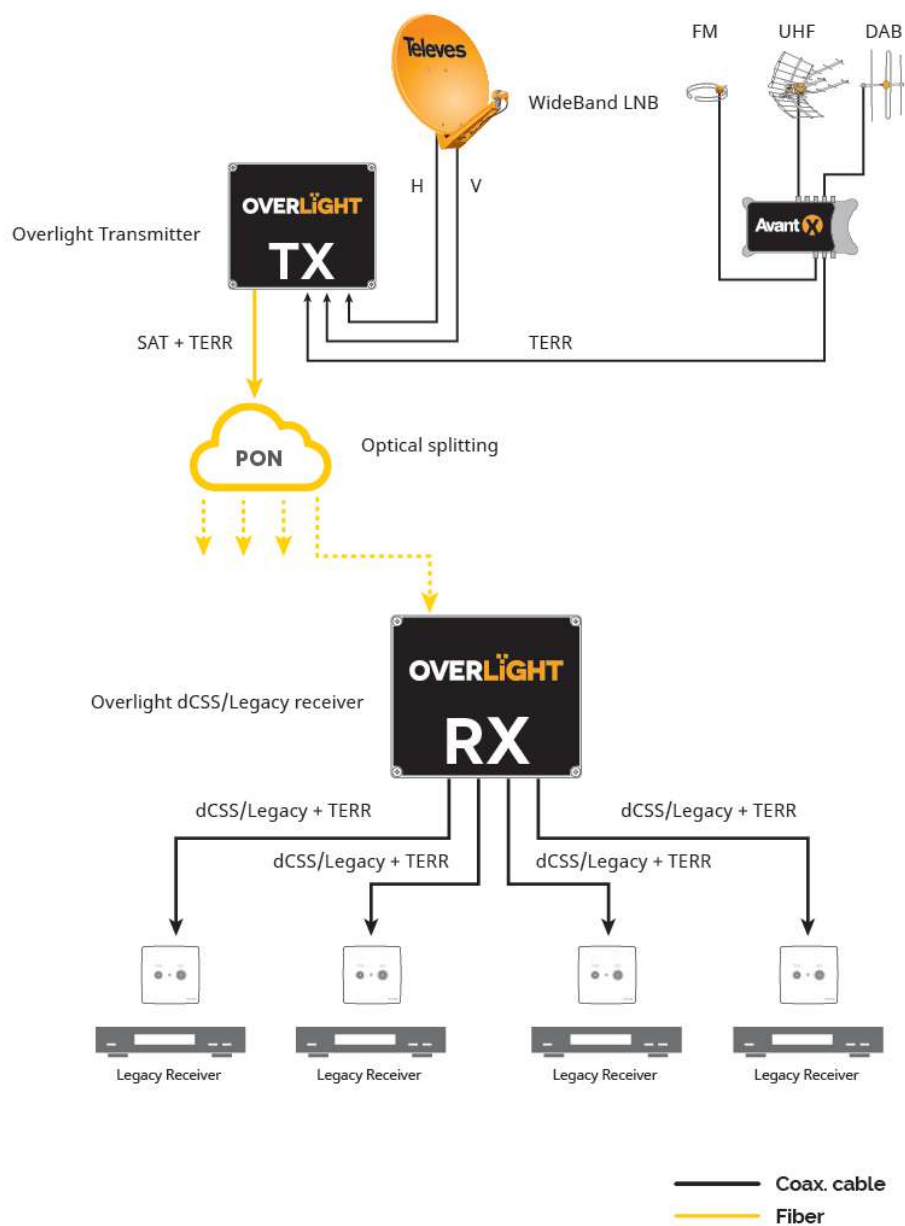 FM
UHF
DAB
Televes
WideBand LNB
H
V
OVERLÏGHT
TX
Overlight Transmitter
Avant X
SAT + TERR
TERR
PON
Optical splitting
OVERLÏGHT
RX
Overlight dCSS/Legacy receiver
dCSS/Legacy + TERR
dCSS/Legacy + TERR
dCSS/Legacy + TERR
dCSS/Legacy + TERR
Legacy Receiver
Legacy Receiver
Legacy Receiver
Legacy Receiver
Coax. cable
Fiber